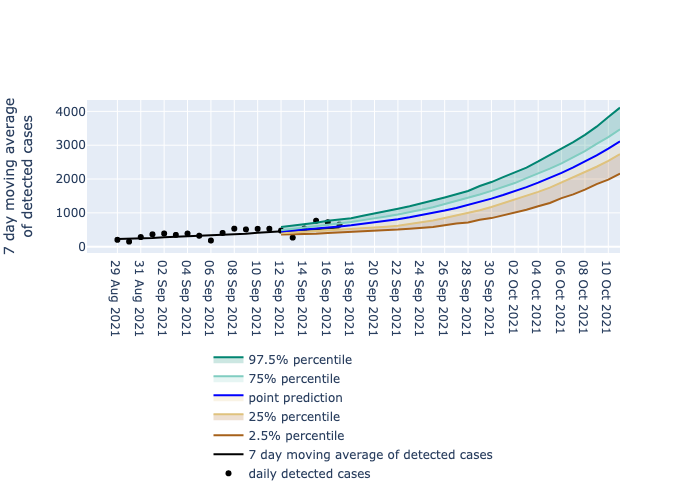 7 day moving average
of detected cases
4000
3000
2000
1000
0
29 Aug 2021
31 Aug 2021
02 Sep 2021
04 Sep 2021
06 Sep 2021
08 Sep 2021
10 Sep 2021
12 Sep 2021
14 Sep 2021
16 Sep 2021
18 Sep 2021
20 Sep 2021
22 Sep 2021
24 Sep 2021
26 Sep 2021
28 Sep 2021
30 Sep 2021
02 Oct 2021
04 Oct 2021
06 Oct 2021
08 Oct 2021
10 Oct 2021
97.5% percentile
75% percentile
point prediction
25% percentile
2.5% percentile
7 day moving average of detected cases
daily detected cases